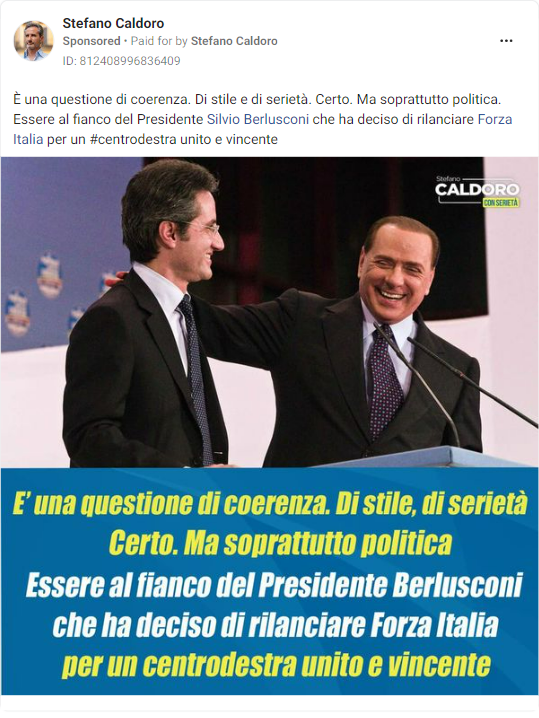 Stefano Caldoro
Sponsored • Paid for by Stefano Caldoro
ID: 812408996836409
È una questione di coerenza. Di stile e di serietà. Certo. Ma soprattutto politica.
Essere al fianco del Presidente Silvio Berlusconi che ha deciso di rilanciare Forza
Italia per un #centrodestra unito e vincente
Stefano
CALDORO
CON SERIETÀ
E' una questione di coerenza. Di stile, di serietà
Certo. Ma soprattutto politica
Essere al fianco del Presidente Berlusconi
che ha deciso di rilanciare Forza Italia
per un centrodestra unito e vincente